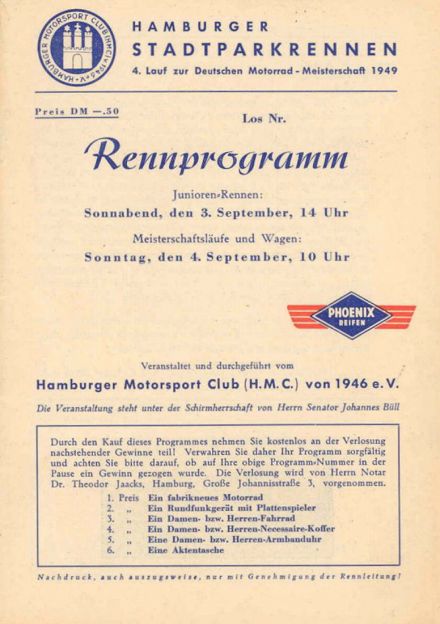 HAMBURGER MOTORSPORT CLUB (HMC) v. 1946 e.V.
HAMBURGER
STADTPARKRENNEN
4. Lauf zur Deutschen Motorrad-Meisterschaft 1949
Preis DM —.50
Los Nr.
Rennprogramm
Junioren-Rennen:
Sonnabend, den 3. September, 14 Uhr
Meisterschaftsläufe und Wagen:
Sonntag, den 4. September, 10 Uhr
PHOENIX
REIFEN
Veranstaltet und durchgeführt vom
Hamburger Motorsport Club (H.M.C.) von 1946 e.V.
Die Veranstaltung steht unter der Schirmherrschaft von Herrn Senator Johannes Büll
Durch den Kauf dieses Programmes nehmen Sie kostenlos an der Verlosung
nachstehender Gewinne teil! Verwahren Sie daher Ihr Programm sorgfältig
und achten Sie bitte darauf, ob auf Ihre obige Programm-Nummer in der
Pause ein Gewinn gezogen wurde. Die Verlosung wird von Herrn Notar
Dr. Theodor Jaacks, Hamburg, Große Johannisstraße 3, vorgenommen.
1. Preis Ein fabrikneues Motorrad
2. „ Ein Rundfunkgerät mit Plattenspieler
3. „ Ein Damen- bzw. Herren-Fahrrad
4. „ Ein Damen- bzw. Herren-Necessaire-Koffer
5. „ Eine Damen- bzw. Herren-Armbanduhr
6. „ Eine Aktentasche
Nachdruck, auch auszugsweise, nur mit Genehmigung der Rennleitung!